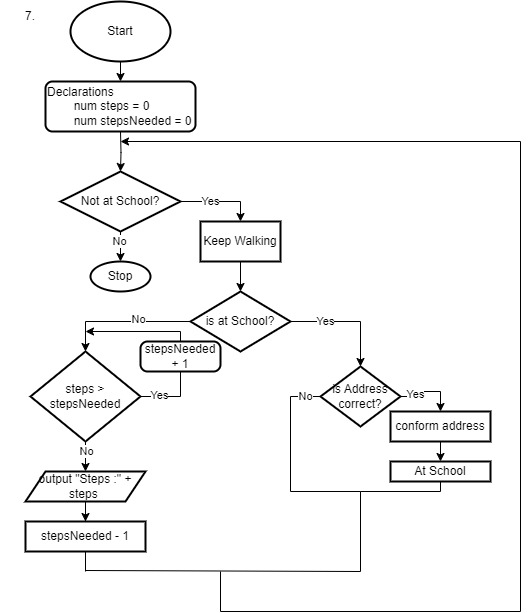 7.
Start
Declarations
num steps = 0
num stepsNeeded = 0
Not at School?
Yes
No
Keep Walking
Stop
is at School?
No
Yes
stepsNeeded
+ 1
steps >
stepsNeeded
Yes
is Address
correct?
No
Yes
conform address
No
At School
output "Steps :" +
steps
stepsNeeded - 1